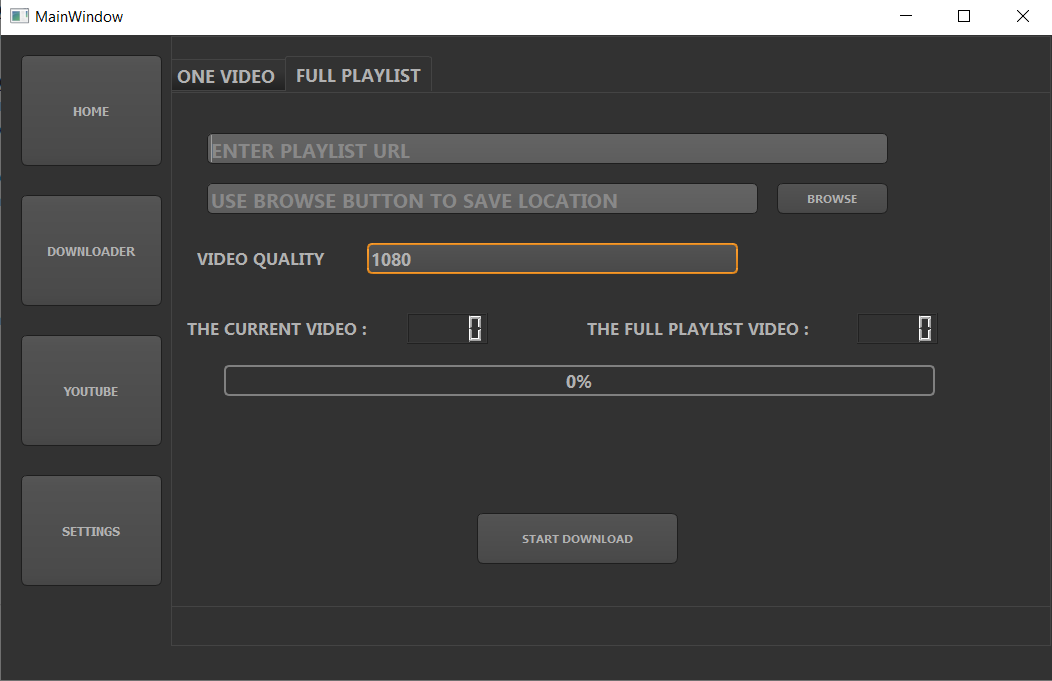 MainWindow
HOME
DOWNLOADER
YOUTUBE
SETTINGS
ONE VIDEO FULL PLAYLIST
ENTER PLAYLIST URL
USE BROWSE BUTTON TO SAVE LOCATION BROWSE
VIDEO QUALITY 1080
THE CURRENT VIDEO : 0 THE FULL PLAYLIST VIDEO : 0
0%
START DOWNLOAD